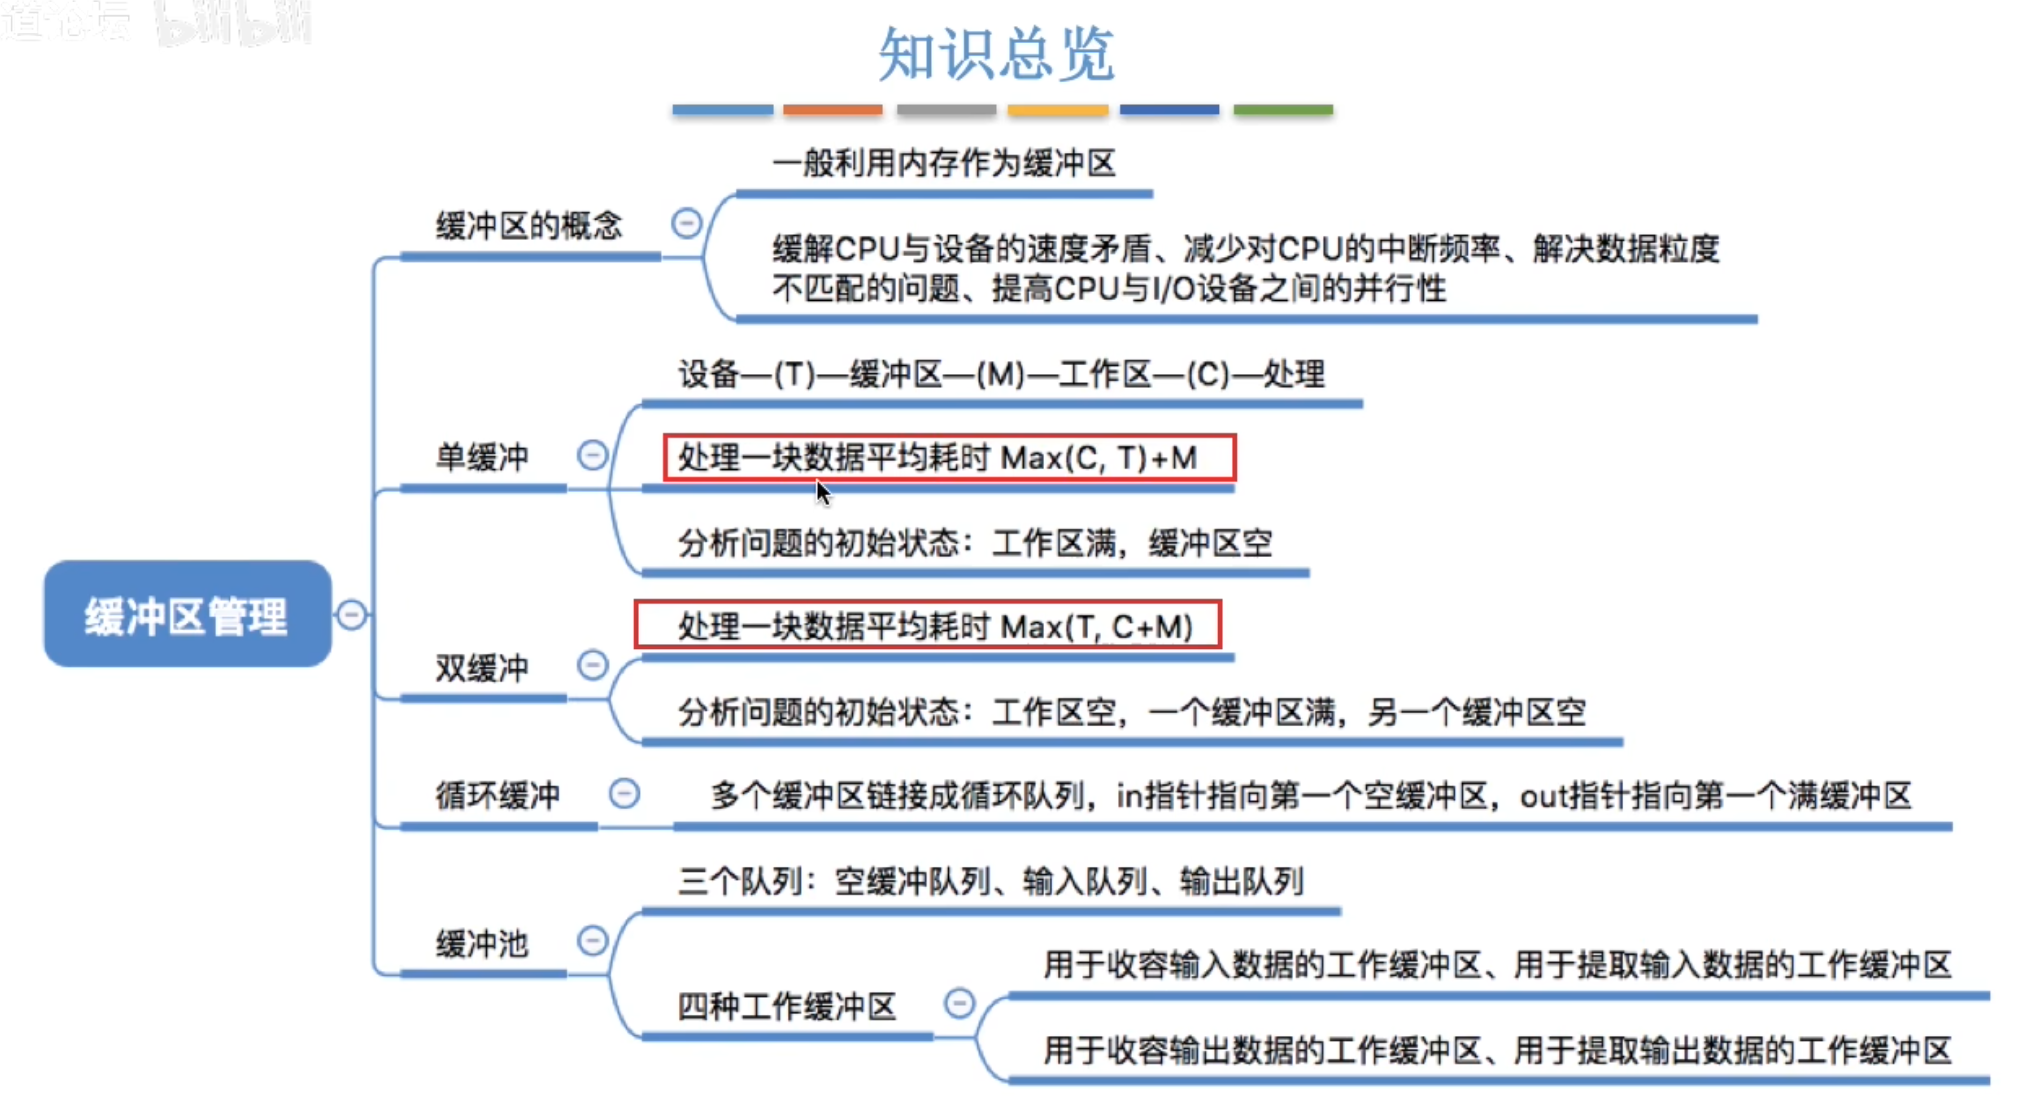 道论坛 bilibili
知识总览
一般利用内存作为缓冲区
缓冲区的概念
缓解CPU与设备的速度矛盾、减少对CPU的中断频率、解决数据粒度
不匹配的问题、提高CPU与I/O设备之间的并行性
设备—(T)—缓冲区—(M)—工作区—(C)—处理
单缓冲
处理一块数据平均耗时 Max(C, T)+M
分析问题的初始状态：工作区满，缓冲区空
缓冲区管理
处理一块数据平均耗时 Max(T, C+M)
双缓冲
分析问题的初始状态：工作区空，一个缓冲区满，另一个缓冲区空
循环缓冲
多个缓冲区链接成循环队列，in指针指向第一个空缓冲区，out指针指向第一个满缓冲区
三个队列：空缓冲队列、输入队列、输出队列
缓冲池
用于收容输入数据的工作缓冲区、用于提取输入数据的工作缓冲区
四种工作缓冲区
用于收容输出数据的工作缓冲区、用于提取输出数据的工作缓冲区